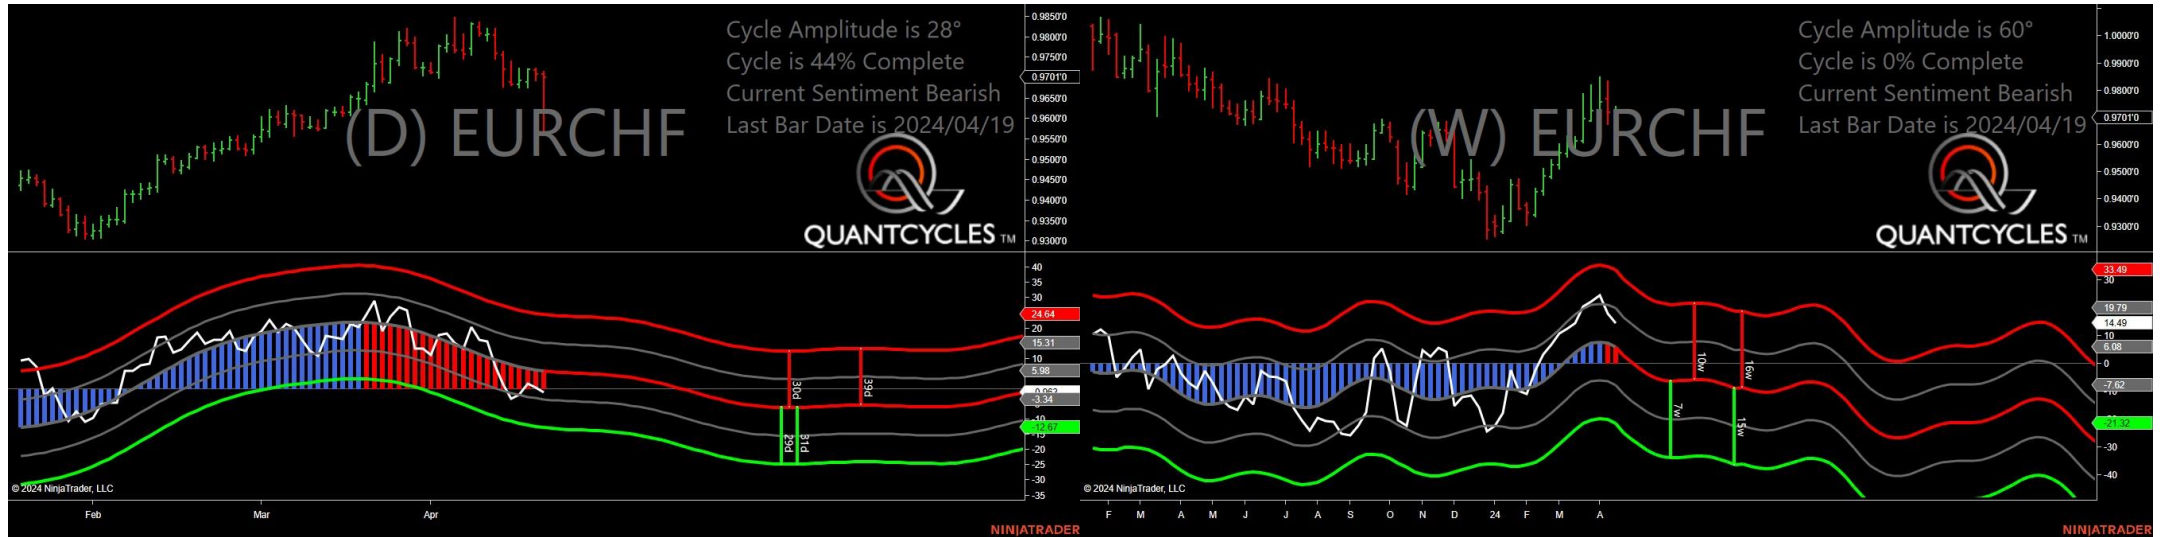 Cycle Amplitude is 28°
Cycle is 44% Complete
Current Sentiment Bearish
Last Bar Date is 2024/04/19
(D) EURCHF
QUANTCYCLES TM
0.9850'0
0.9800'0
0.9750'0
0.9701'0
0.9650'0
0.9600'0
0.9550'0
0.9500'0
0.9450'0
0.9400'0
0.9350'0
0.9300'0
40
35
30
24.64
20
15.31
10
5.98
-3.34
-12.67
-15
-20
-25
-30
-35
30d
39d
29d
31d
© 2024 NinjaTrader, LLC
Feb Mar Apr
NINJATRADER
Cycle Amplitude is 60°
Cycle is 0% Complete
Current Sentiment Bearish
Last Bar Date is 2024/04/19
(W) EURCHF
QUANTCYCLES TM
1.0000'0
0.9900'0
0.9800'0
0.9701'0
0.9600'0
0.9500'0
0.9400'0
0.9300'0
33.49
30
19.79
14.49
10
6.08
0
-7.62
-21.32
-30
-40
10w
16w
7w
15w
© 2024 NinjaTrader, LLC
F M A M J J A S O N D 24 F M A
NINJATRADER